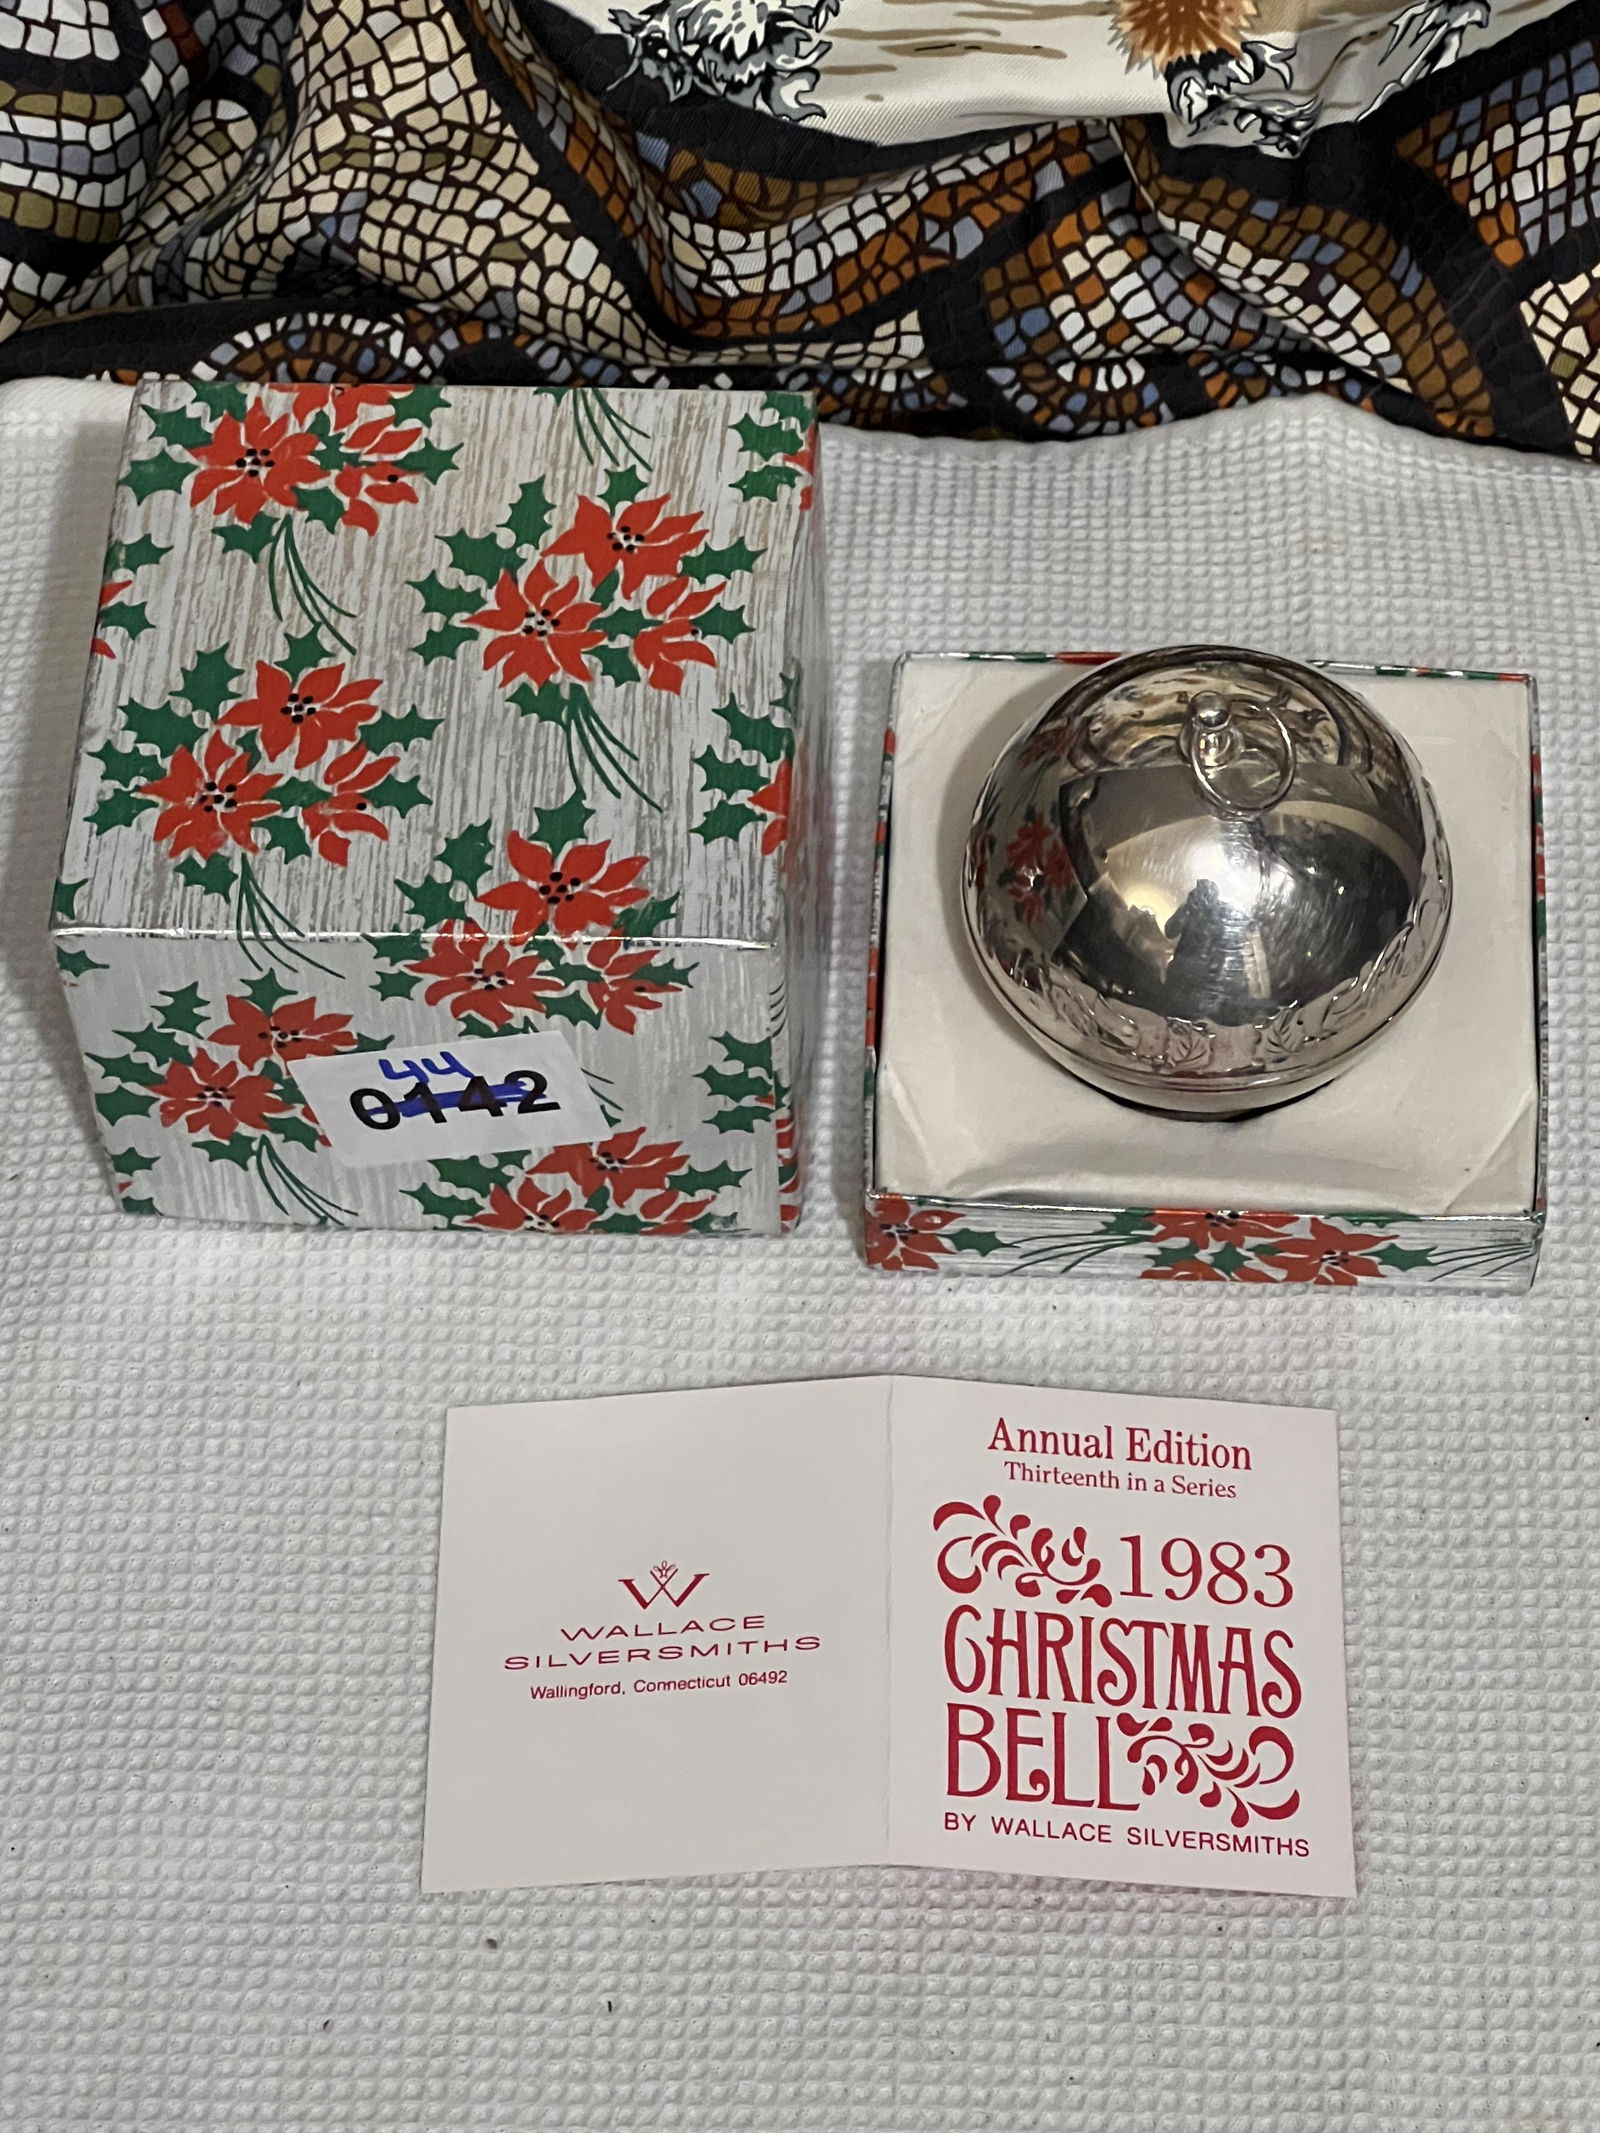 44
0142
WALLACE
SILVERSMITHS
Wallingford, Connecticut 06492
Annual Edition
Thirteenth in a Series
1983
CHRISTMAS
BELL
BY WALLACE SILVERSMITHS